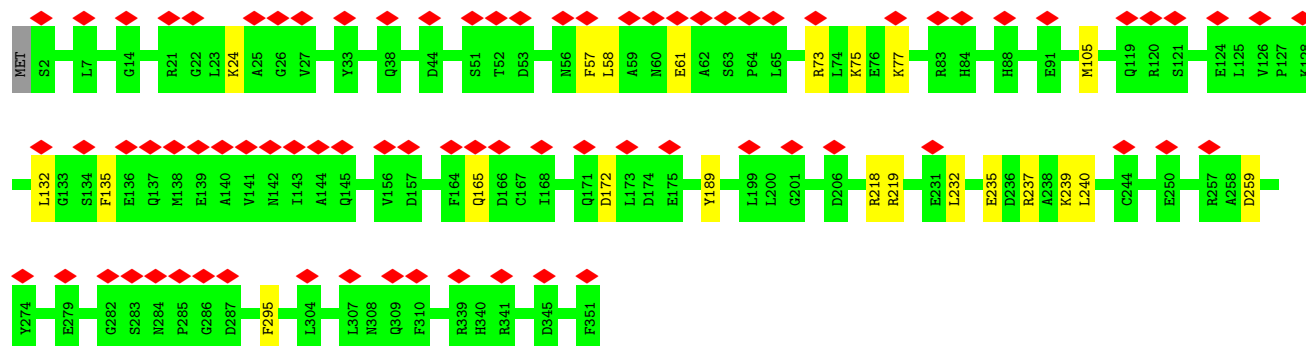 MET S2 L7 G14 R21 G22 L23 K24 A25 G26 V27 Y33 Q38 D44 S51 T52 D53 N56 F57 L58 A59 N60 E61 A62 S63 P64 L65 R73 L74 K75 E76 K77 R83 H84 H88 E91 M105 Q119 R120 S121 E124 L125 V126 P127 K128
L132 G133 S134 F135 E136 Q137 M138 E139 A140 V141 N142 I143 A144 Q145 V156 D157 F164 Q165 D166 C167 I168 Q171 D172 L173 D174 E175 Y189 L199 L200 G201 D206 R218 R219 E231 L232 E235 D236 R237 A238 K239 L240 C244 E250 R257 A258 D259
Y274 E279 G282 S283 N284 P285 G286 D287 F295 L304 L307 N308 Q309 F310 R339 H340 R341 D345 F351